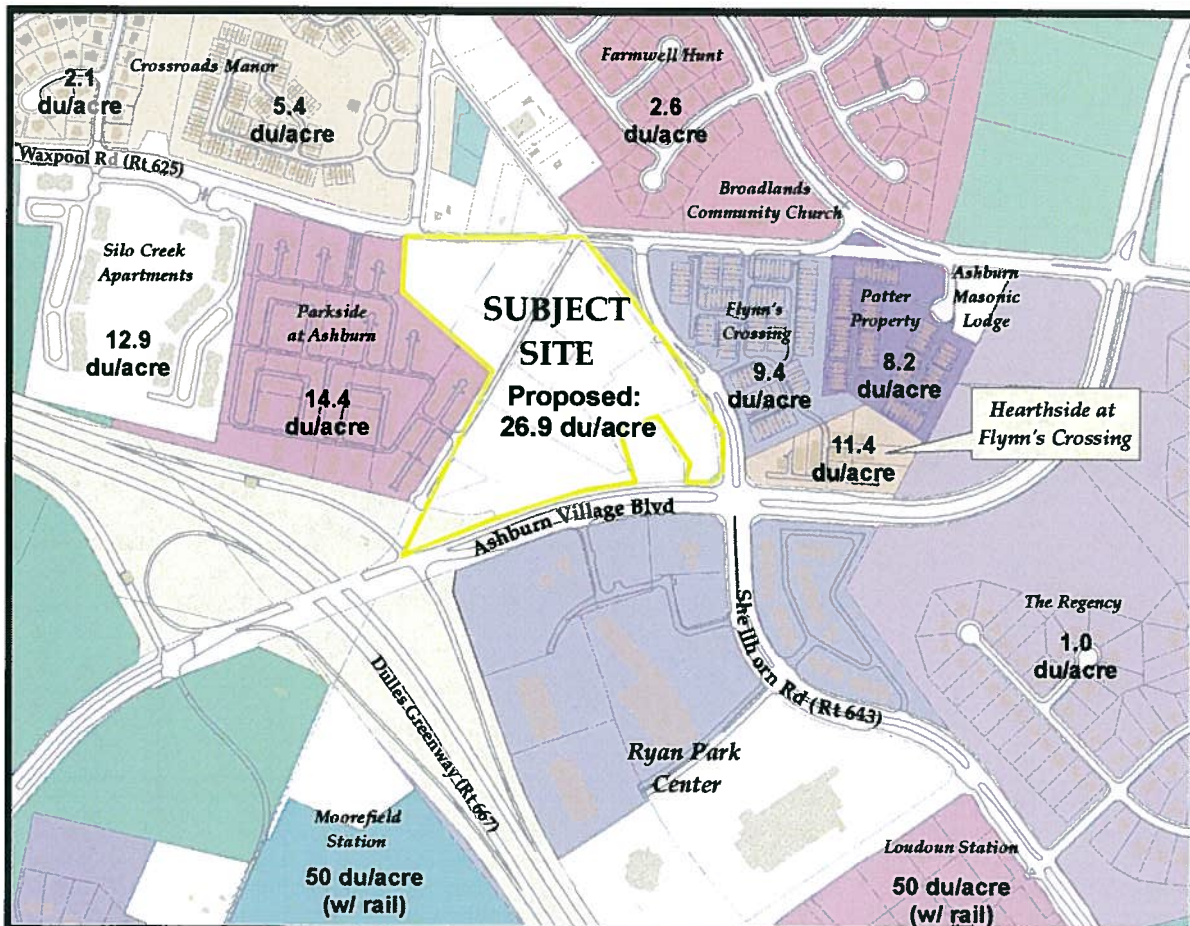 Crossroads Manor
2.1
du/acre
5.4
du/acre
Farmwell Hunt
2.6
du/acre
Waxpool Rd (Rt 625)
Broadlands
Community Church
Silo Creek
Apartments
12.9
du/acre
Parkside
at Ashburn
14.4
du/acre
SUBJECT
SITE
Proposed:
26.9 du/acre
Flynn's
Crossing
9.4
du/acre
Potter
Property
8.2
du/acre
Ashburn
Masonic
Lodge
Hearthside at
Flynn's Crossing
11.4
du/acre
Ashburn Village Blvd
Shellhorn Rd (Rt 643)
The Regency
1.0
du/acre
Dulles Greenway (Rt 667)
Ryan Park
Center
Moorefield
Station
50 du/acre
(w/ rail)
Loudoun Station
50 du/acre
(w/ rail)